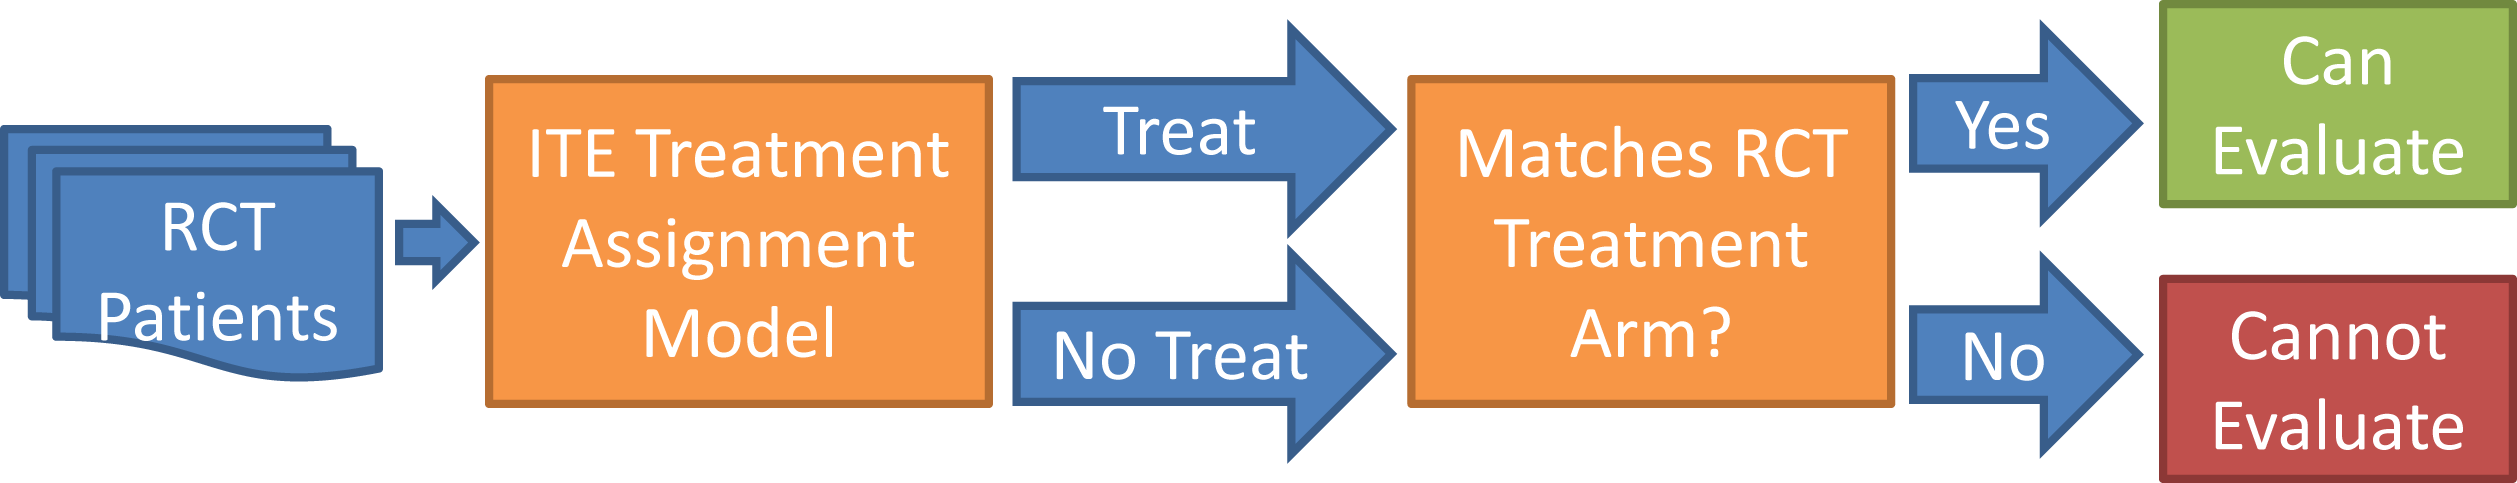 RCT
Patients
ITE Treatment
Assignment
Model
Treat
No Treat
Matches RCT
Treatment
Arm?
Yes
No
Can
Evaluate
Cannot
Evaluate